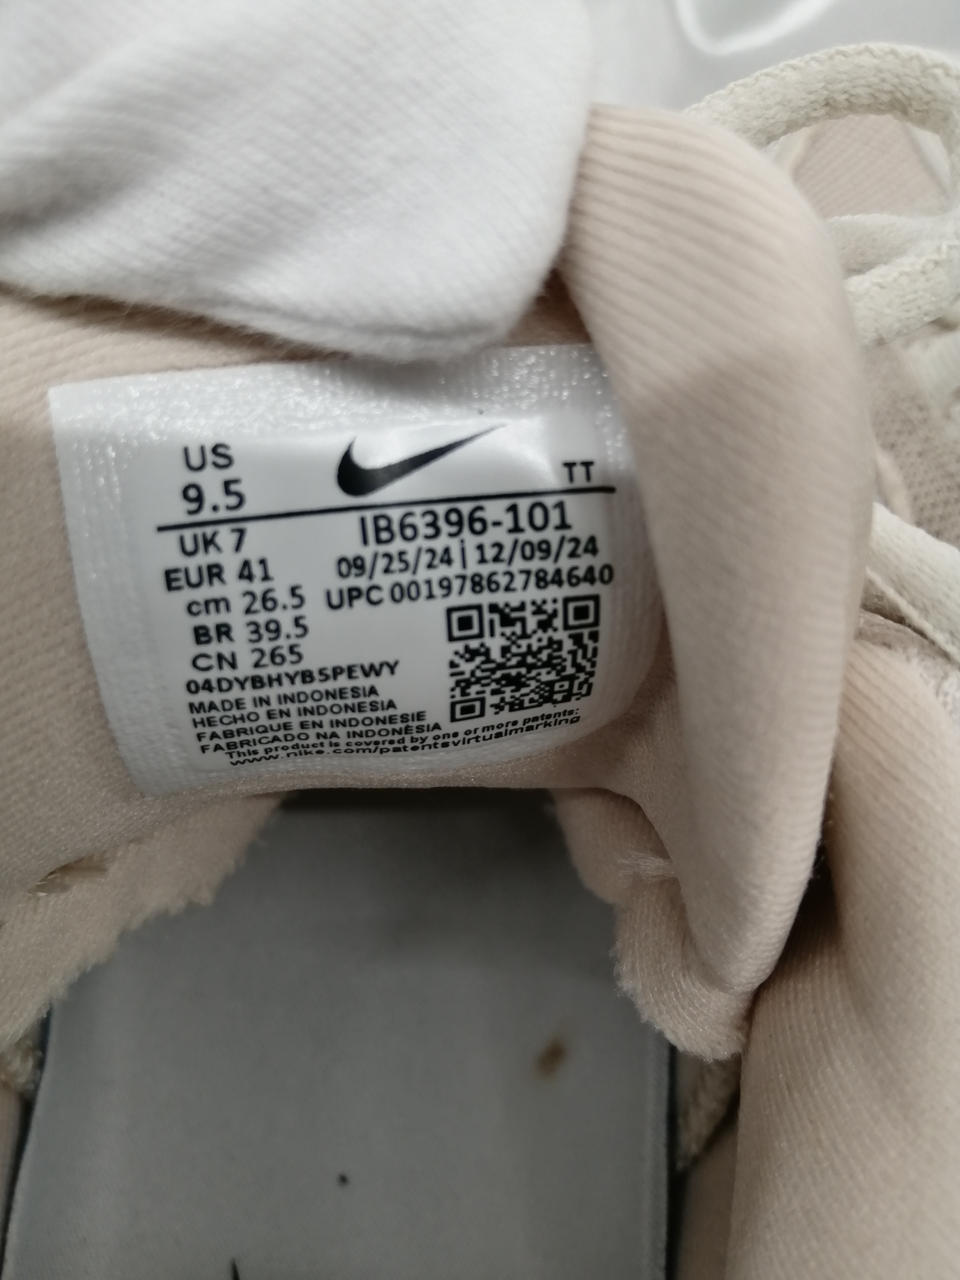 US
9.5
TT
UK 7
EUR 41
cm 26.5
BR 39.5
CN 265
IB6396-101
09/25/24 | 12/09/24
UPC 00197862784640
04DYBHYB5PEWY
MADE IN INDONESIA
HECHO EN INDONESIA
FABRIQUE EN INDONESIE
FABRICADO NA INDONÉSIA
This product is covered by one or more patents:
www.nike.com/patentsvirtualmarking